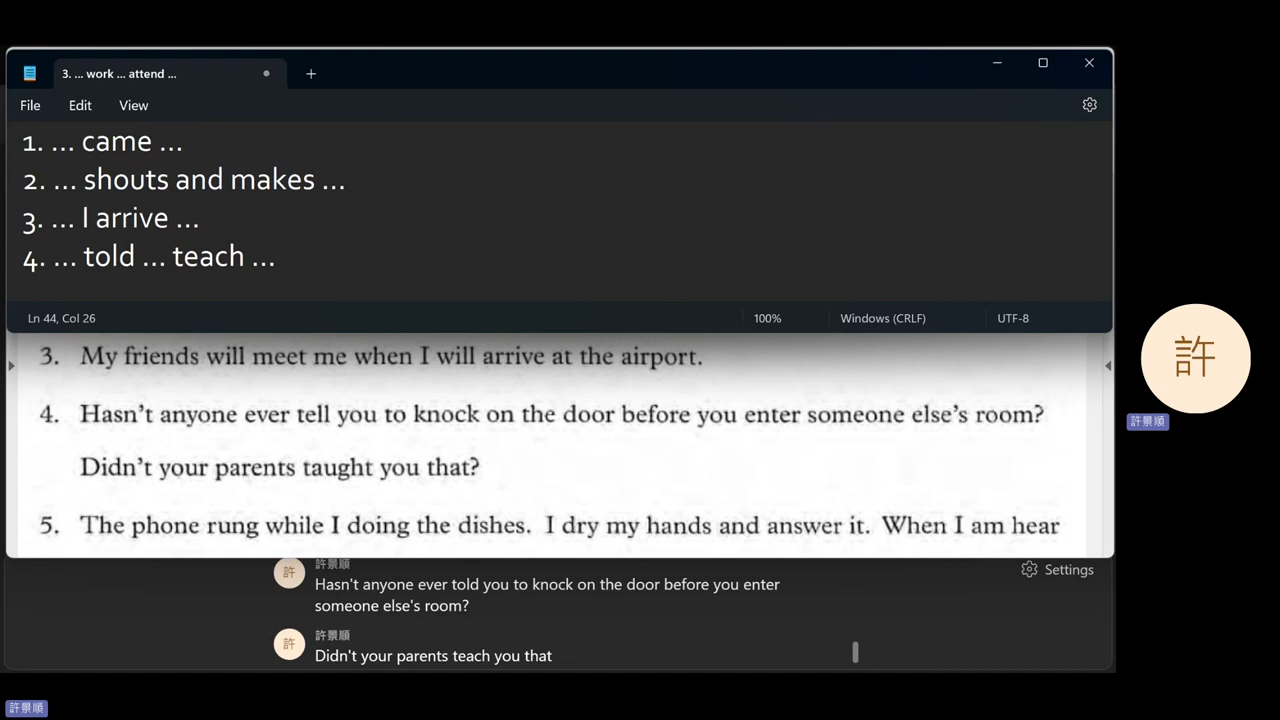 3. ... work ... attend ...
File Edit View
1. ... came ...
2. ... shouts and makes ...
3. ... I arrive ...
4. ... told ... teach ...
Ln 44, Col 26 100% Windows (CRLF) UTF-8
3. My friends will meet me when I will arrive at the airport.
4. Hasn't anyone ever tell you to knock on the door before you enter someone else's room?
Didn't your parents taught you that?
5. The phone rung while I doing the dishes. I dry my hands and answer it. When I am hear
許
許景順
許
許景順
Hasn't anyone ever told you to knock on the door before you enter
someone else's room?
Settings
許
許景順
Didn't your parents teach you that
許景順